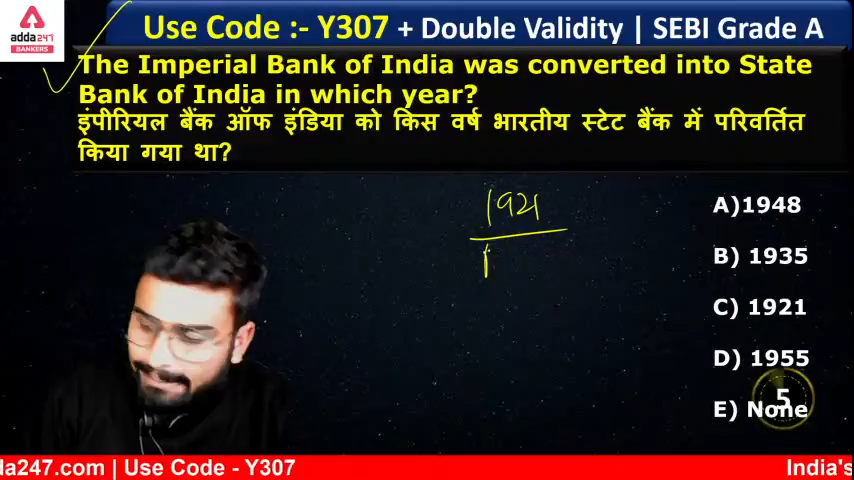 adda247
BANKERS
Use Code :- Y307 + Double Validity | SEBI Grade A
The Imperial Bank of India was converted into State
Bank of India in which year?
इंपीरियल बैंक ऑफ इंडिया को किस वर्ष भारतीय स्टेट बैंक में परिवर्तित
किया गया था?
1921
1
A)1948
B) 1935
C) 1921
D) 1955
5
E) None
da247.com | Use Code - Y307
India's